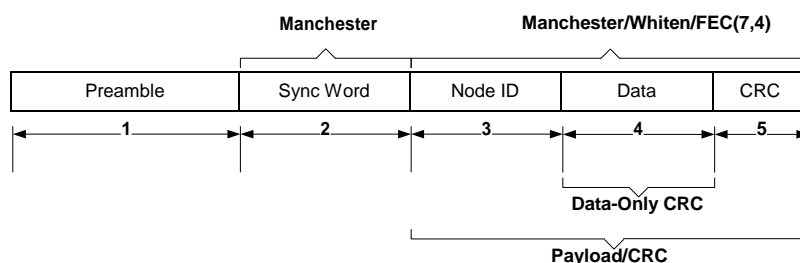 Manchester Manchester/Whiten/FEC(7,4)
Preamble Sync Word Node ID Data CRC
1 2 3 4 5
Data-Only CRC
Payload/CRC